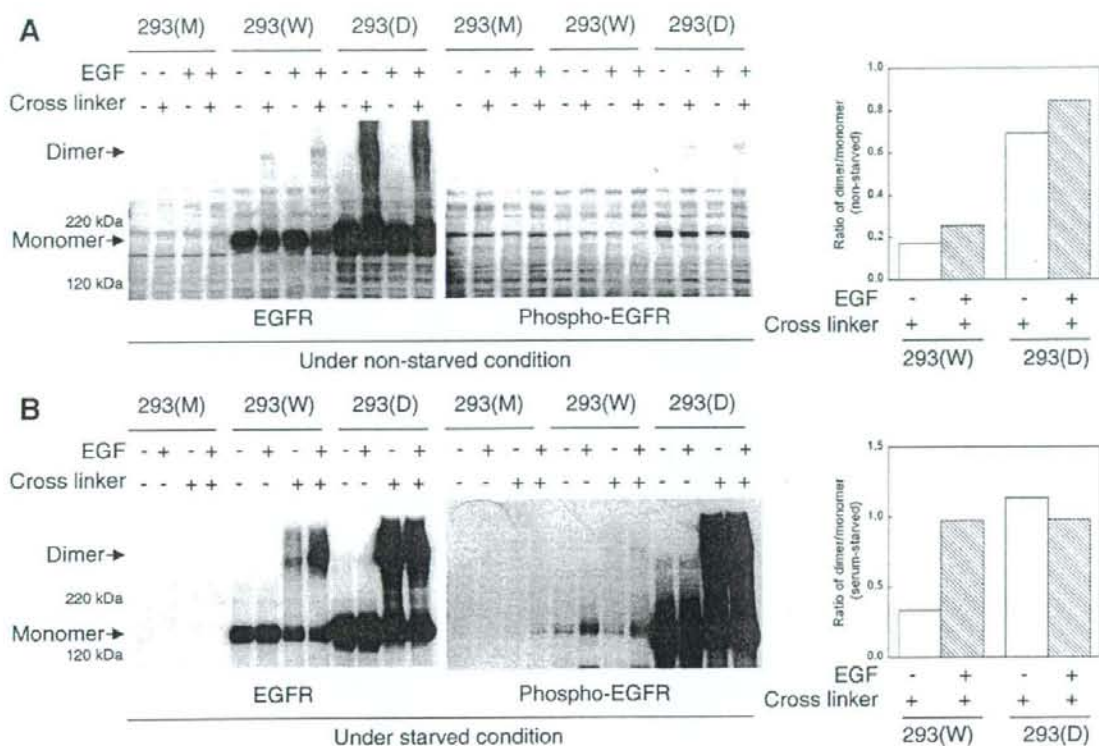 A
293(M) 293(W) 293(D) 293(M) 293(W) 293(D)
EGF - - + + - - + + - - + + - - + + - - + + - - + +
Cross linker - + - + - + - + - + - + - + - + - + - + - + - +
Dimer
220 kDa
Monomer
120 kDa
EGFR Phospho-EGFR
Under non-starved condition
Ratio of dimer/monomer
(non-starved)
1.0
0.8
0.6
0.4
0.2
0.0
EGF - + - +
Cross linker + + + +
293(W) 293(D)
B
293(M) 293(W) 293(D) 293(M) 293(W) 293(D)
EGF - + - + - + - + - + - + - + - + - + - + - + - +
Cross linker - - + + - - + + - - + + - - + + - - + + - - + +
Dimer
220 kDa
Monomer
120 kDa
EGFR Phospho-EGFR
Under starved condition
Ratio of dimer/monomer
(serum-starved)
1.5
1.0
0.5
0.0
EGF - + - +
Cross linker + + + +
293(W) 293(D)